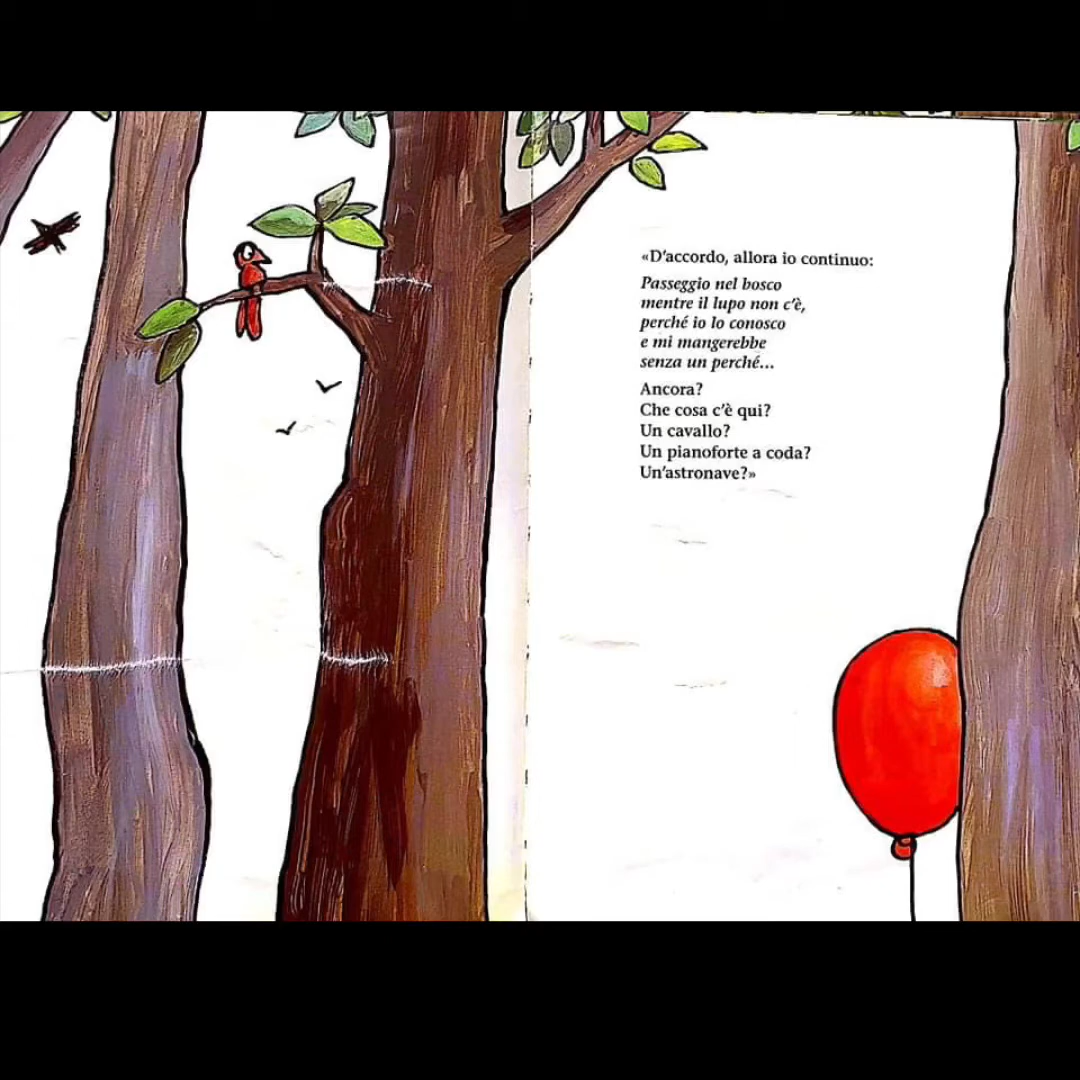 «D'accordo, allora io continuo:
Passeggio nel bosco
mentre il lupo non c'è,
perché io lo conosco
e mi mangerebbe
senza un perché...
Ancora?
Che cosa c'è qui?
Un cavallo?
Un pianoforte a coda?
Un'astronave?»